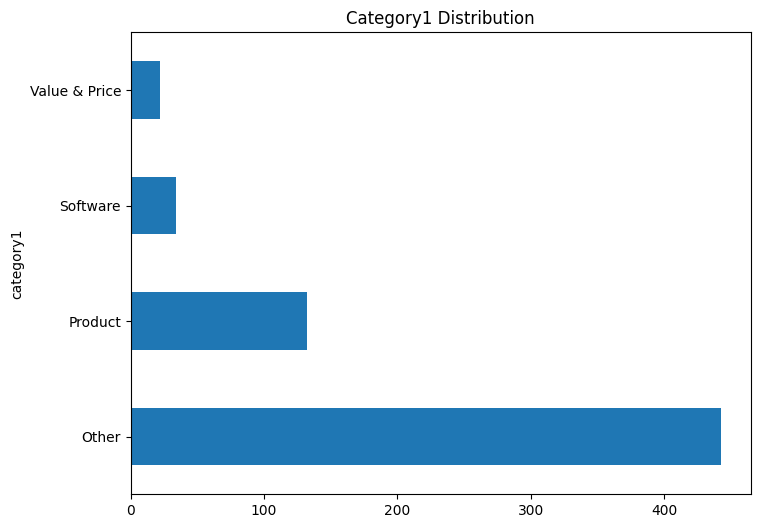 Category1 Distribution
Value & Price
Software
Product
Other
category1
0 100 200 300 400